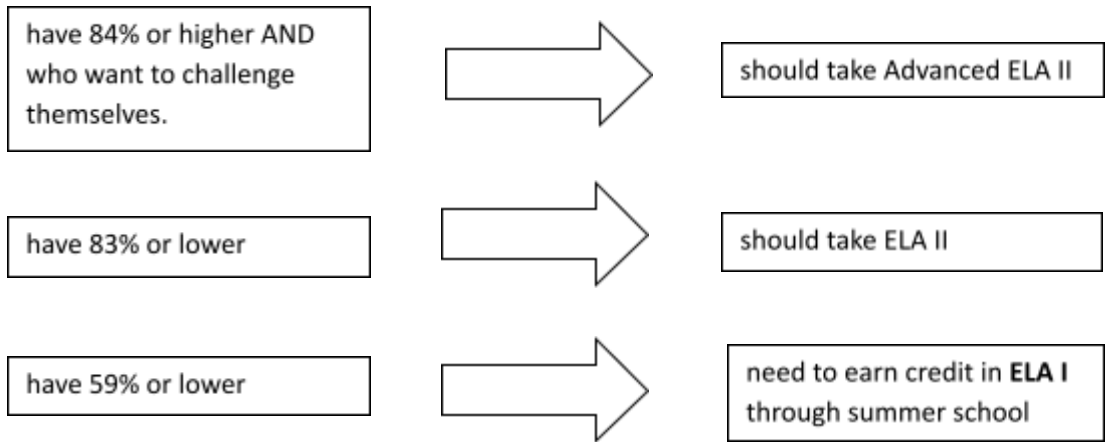 have 84% or higher AND
who want to challenge
themselves.
should take Advanced ELA II
have 83% or lower
should take ELA II
have 59% or lower
need to earn credit in ELA I
through summer school